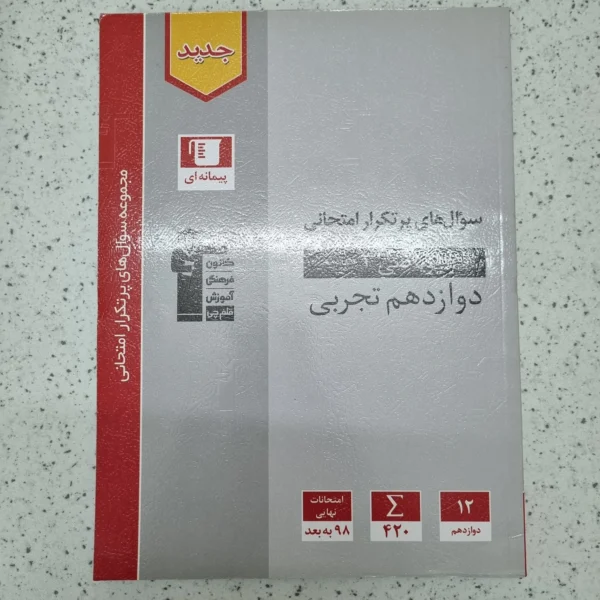 جدید
پیمانه‌ای
مجموعه سوال‌های پرتکرار امتحانی
سوال‌های پرتکرار امتحانی
دوازدهم تجربی
کانون
فرهنگی
آموزش
قلم‌چی
۱۲
دوازدهم
Σ
۴۲۰
امتحانات
نهایی
۹۸ به بعد